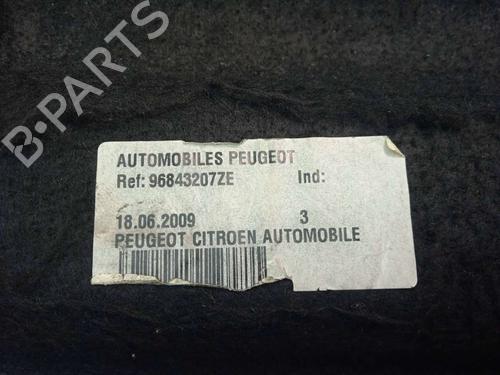 B-PARTS
AUTOMOBILES PEUGEOT
Ref: 96843207ZE Ind:
18.06.2009 3
PEUGEOT CITROEN AUTOMOBILE